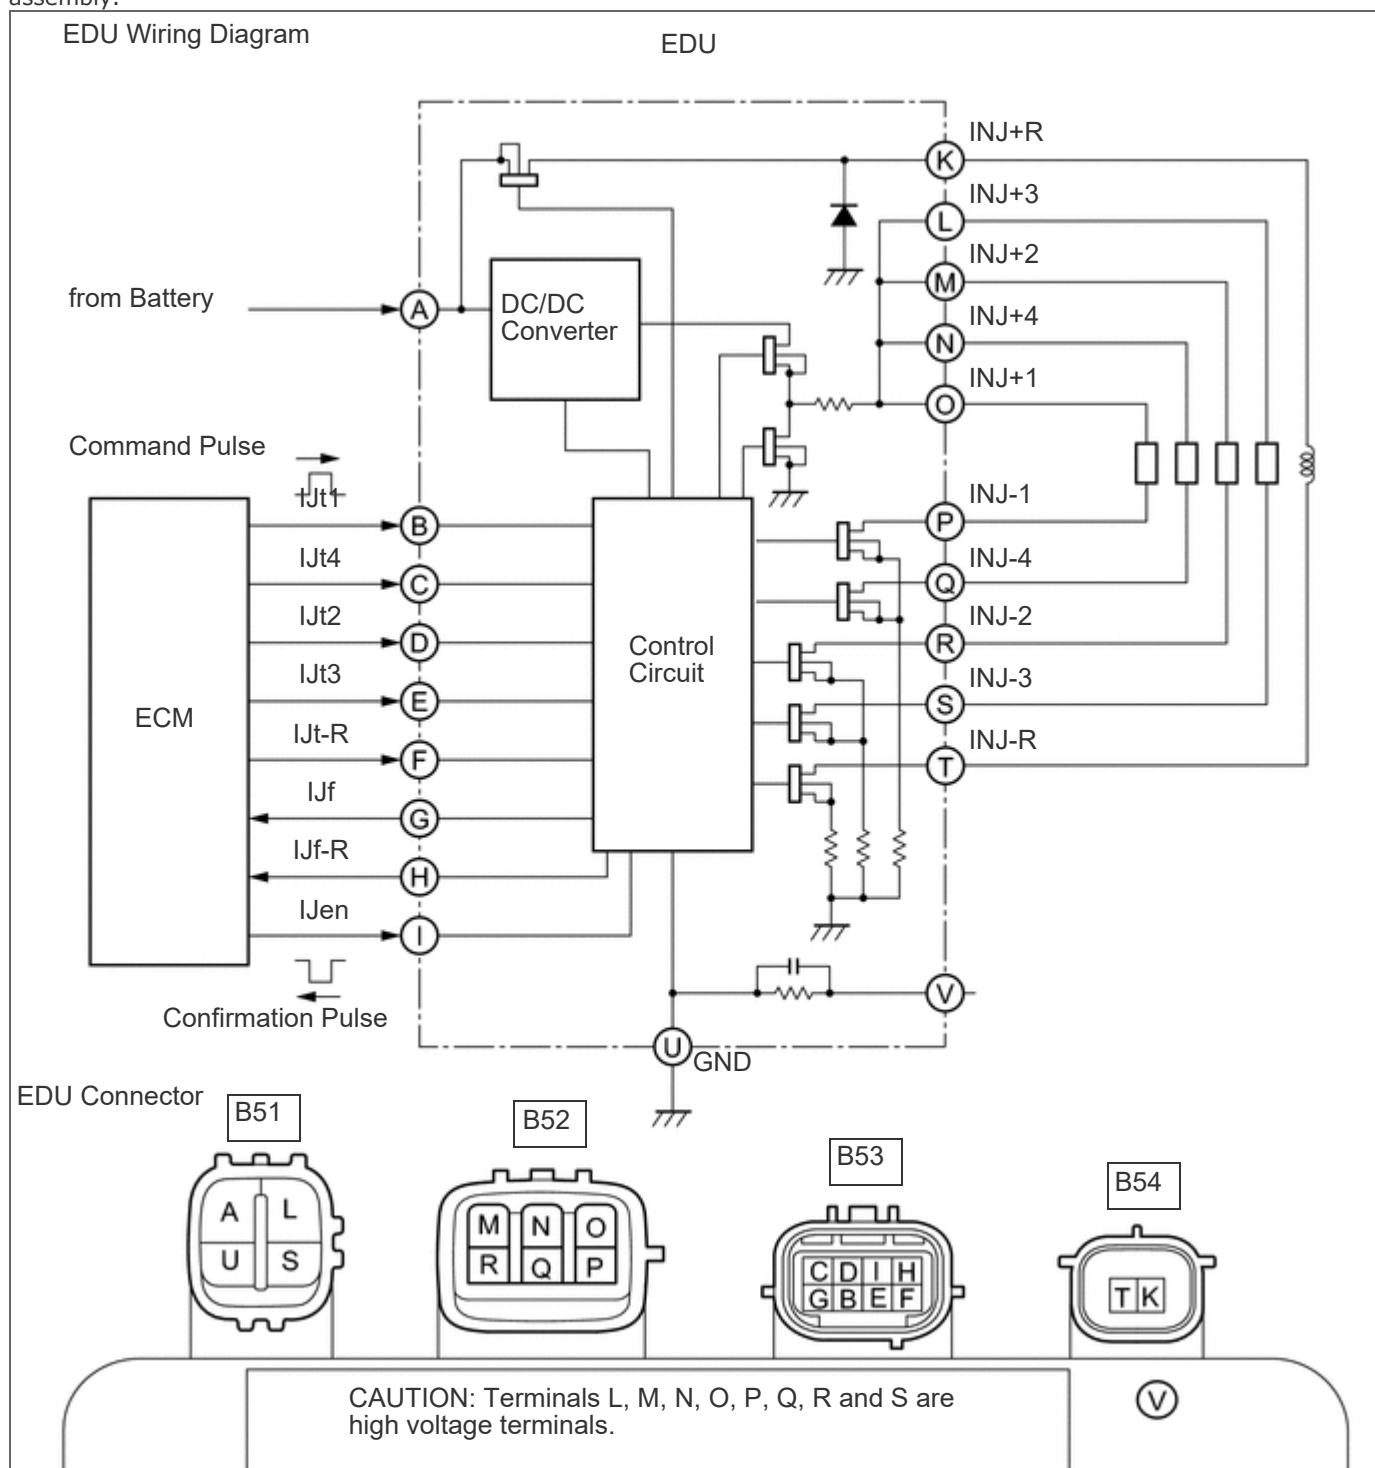 assembly.
EDU Wiring Diagram
EDU
INJ+R
K
INJ+3
L
INJ+2
M
from Battery
A
DC/DC
Converter
INJ+4
N
INJ+1
O
Command Pulse
IJt1
B
INJ-1
P
IJt4
C
INJ-4
Q
IJt2
D
INJ-2
R
Control
Circuit
IJt3
E
INJ-3
S
ECM
IJt-R
F
INJ-R
T
IJf
G
IJf-R
H
IJen
I
V
Confirmation Pulse
U
GND
EDU Connector
B51
B52
B53
B54
A L
U S
M N O
R Q P
C D I H
G B E F
T K
CAUTION: Terminals L, M, N, O, P, Q, R and S are
high voltage terminals.
V